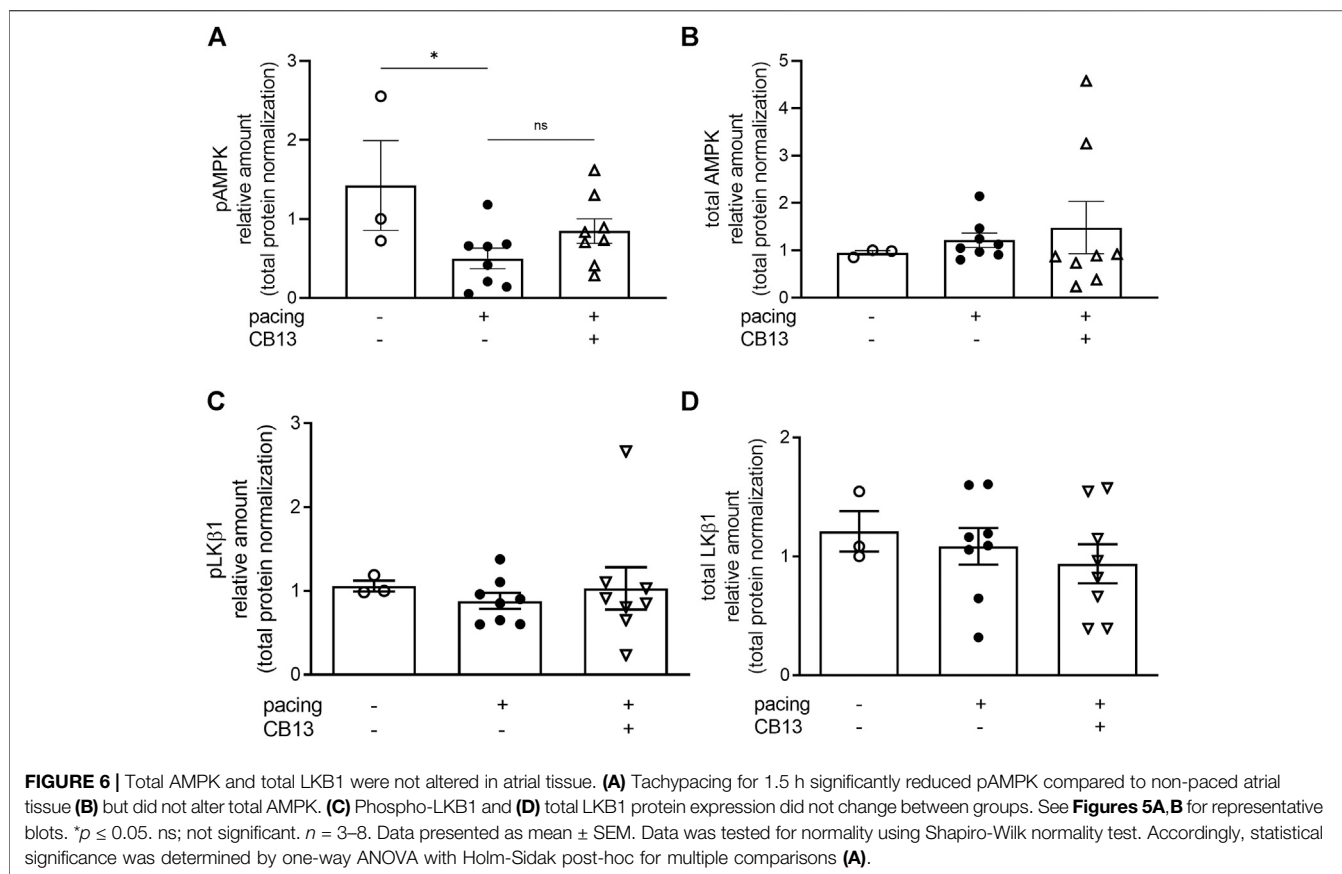 A
pAMPK
relative amount
(total protein normalization)
3
2
1
0
*
ns
pacing - + +
CB13 - - +
B
total AMPK
relative amount
(total protein normalization)
5
4
3
2
1
0
pacing - + +
CB13 - - +
C
pLKβ1
relative amount
(total protein normalization)
3
2
1
0
pacing - + +
CB13 - - +
D
total LKβ1
relative amount
(total protein normalization)
2
1
0
pacing - + +
CB13 - - +
FIGURE 6 | Total AMPK and total LKB1 were not altered in atrial tissue. (A) Tachypacing for 1.5 h significantly reduced pAMPK compared to non-paced atrial
tissue (B) but did not alter total AMPK. (C) Phospho-LKB1 and (D) total LKB1 protein expression did not change between groups. See Figures 5A,B for representative
blots. *p ≤ 0.05. ns; not significant. n = 3–8. Data presented as mean ± SEM. Data was tested for normality using Shapiro-Wilk normality test. Accordingly, statistical
significance was determined by one-way ANOVA with Holm-Sidak post-hoc for multiple comparisons (A).